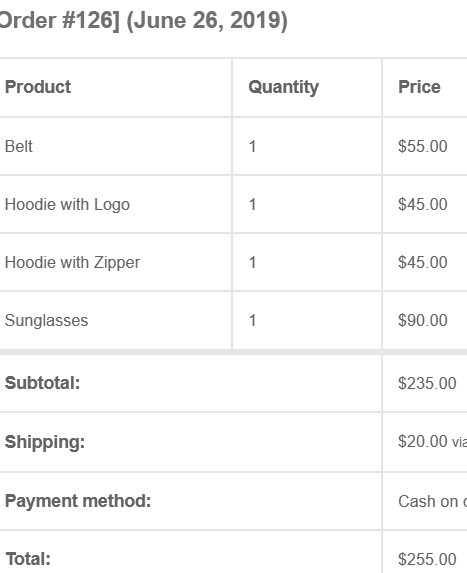 Order #126] (June 26, 2019)
Product Quantity Price
Belt 1 $55.00
Hoodie with Logo 1 $45.00
Hoodie with Zipper 1 $45.00
Sunglasses 1 $90.00
Subtotal: $235.00
Shipping: $20.00 via
Payment method: Cash on
Total: $255.00